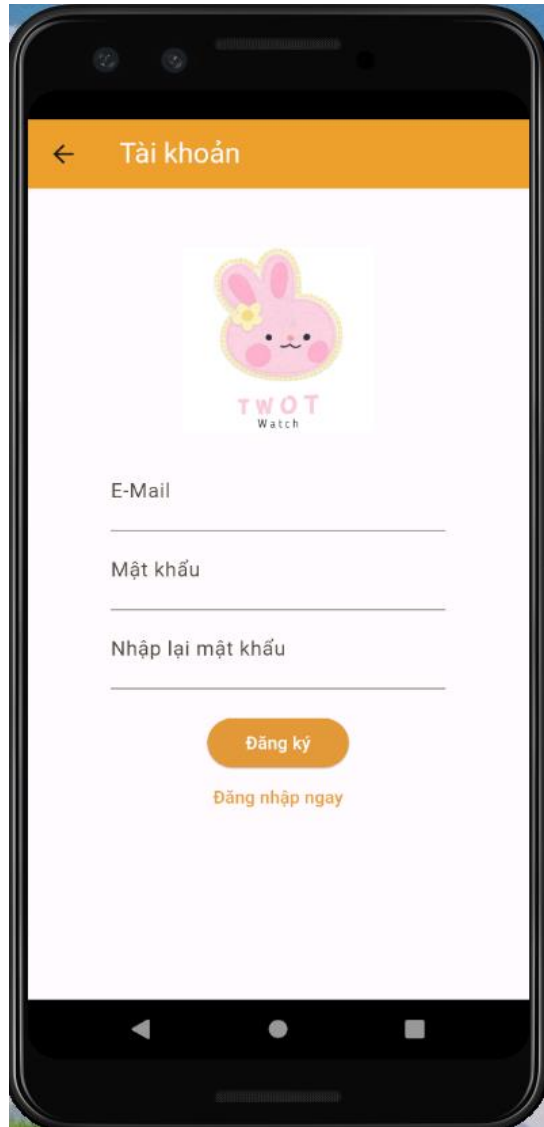 Tài khoản
TWOT
Watch
E-Mail
Mật khẩu
Nhập lại mật khẩu
Đăng ký
Đăng nhập ngay